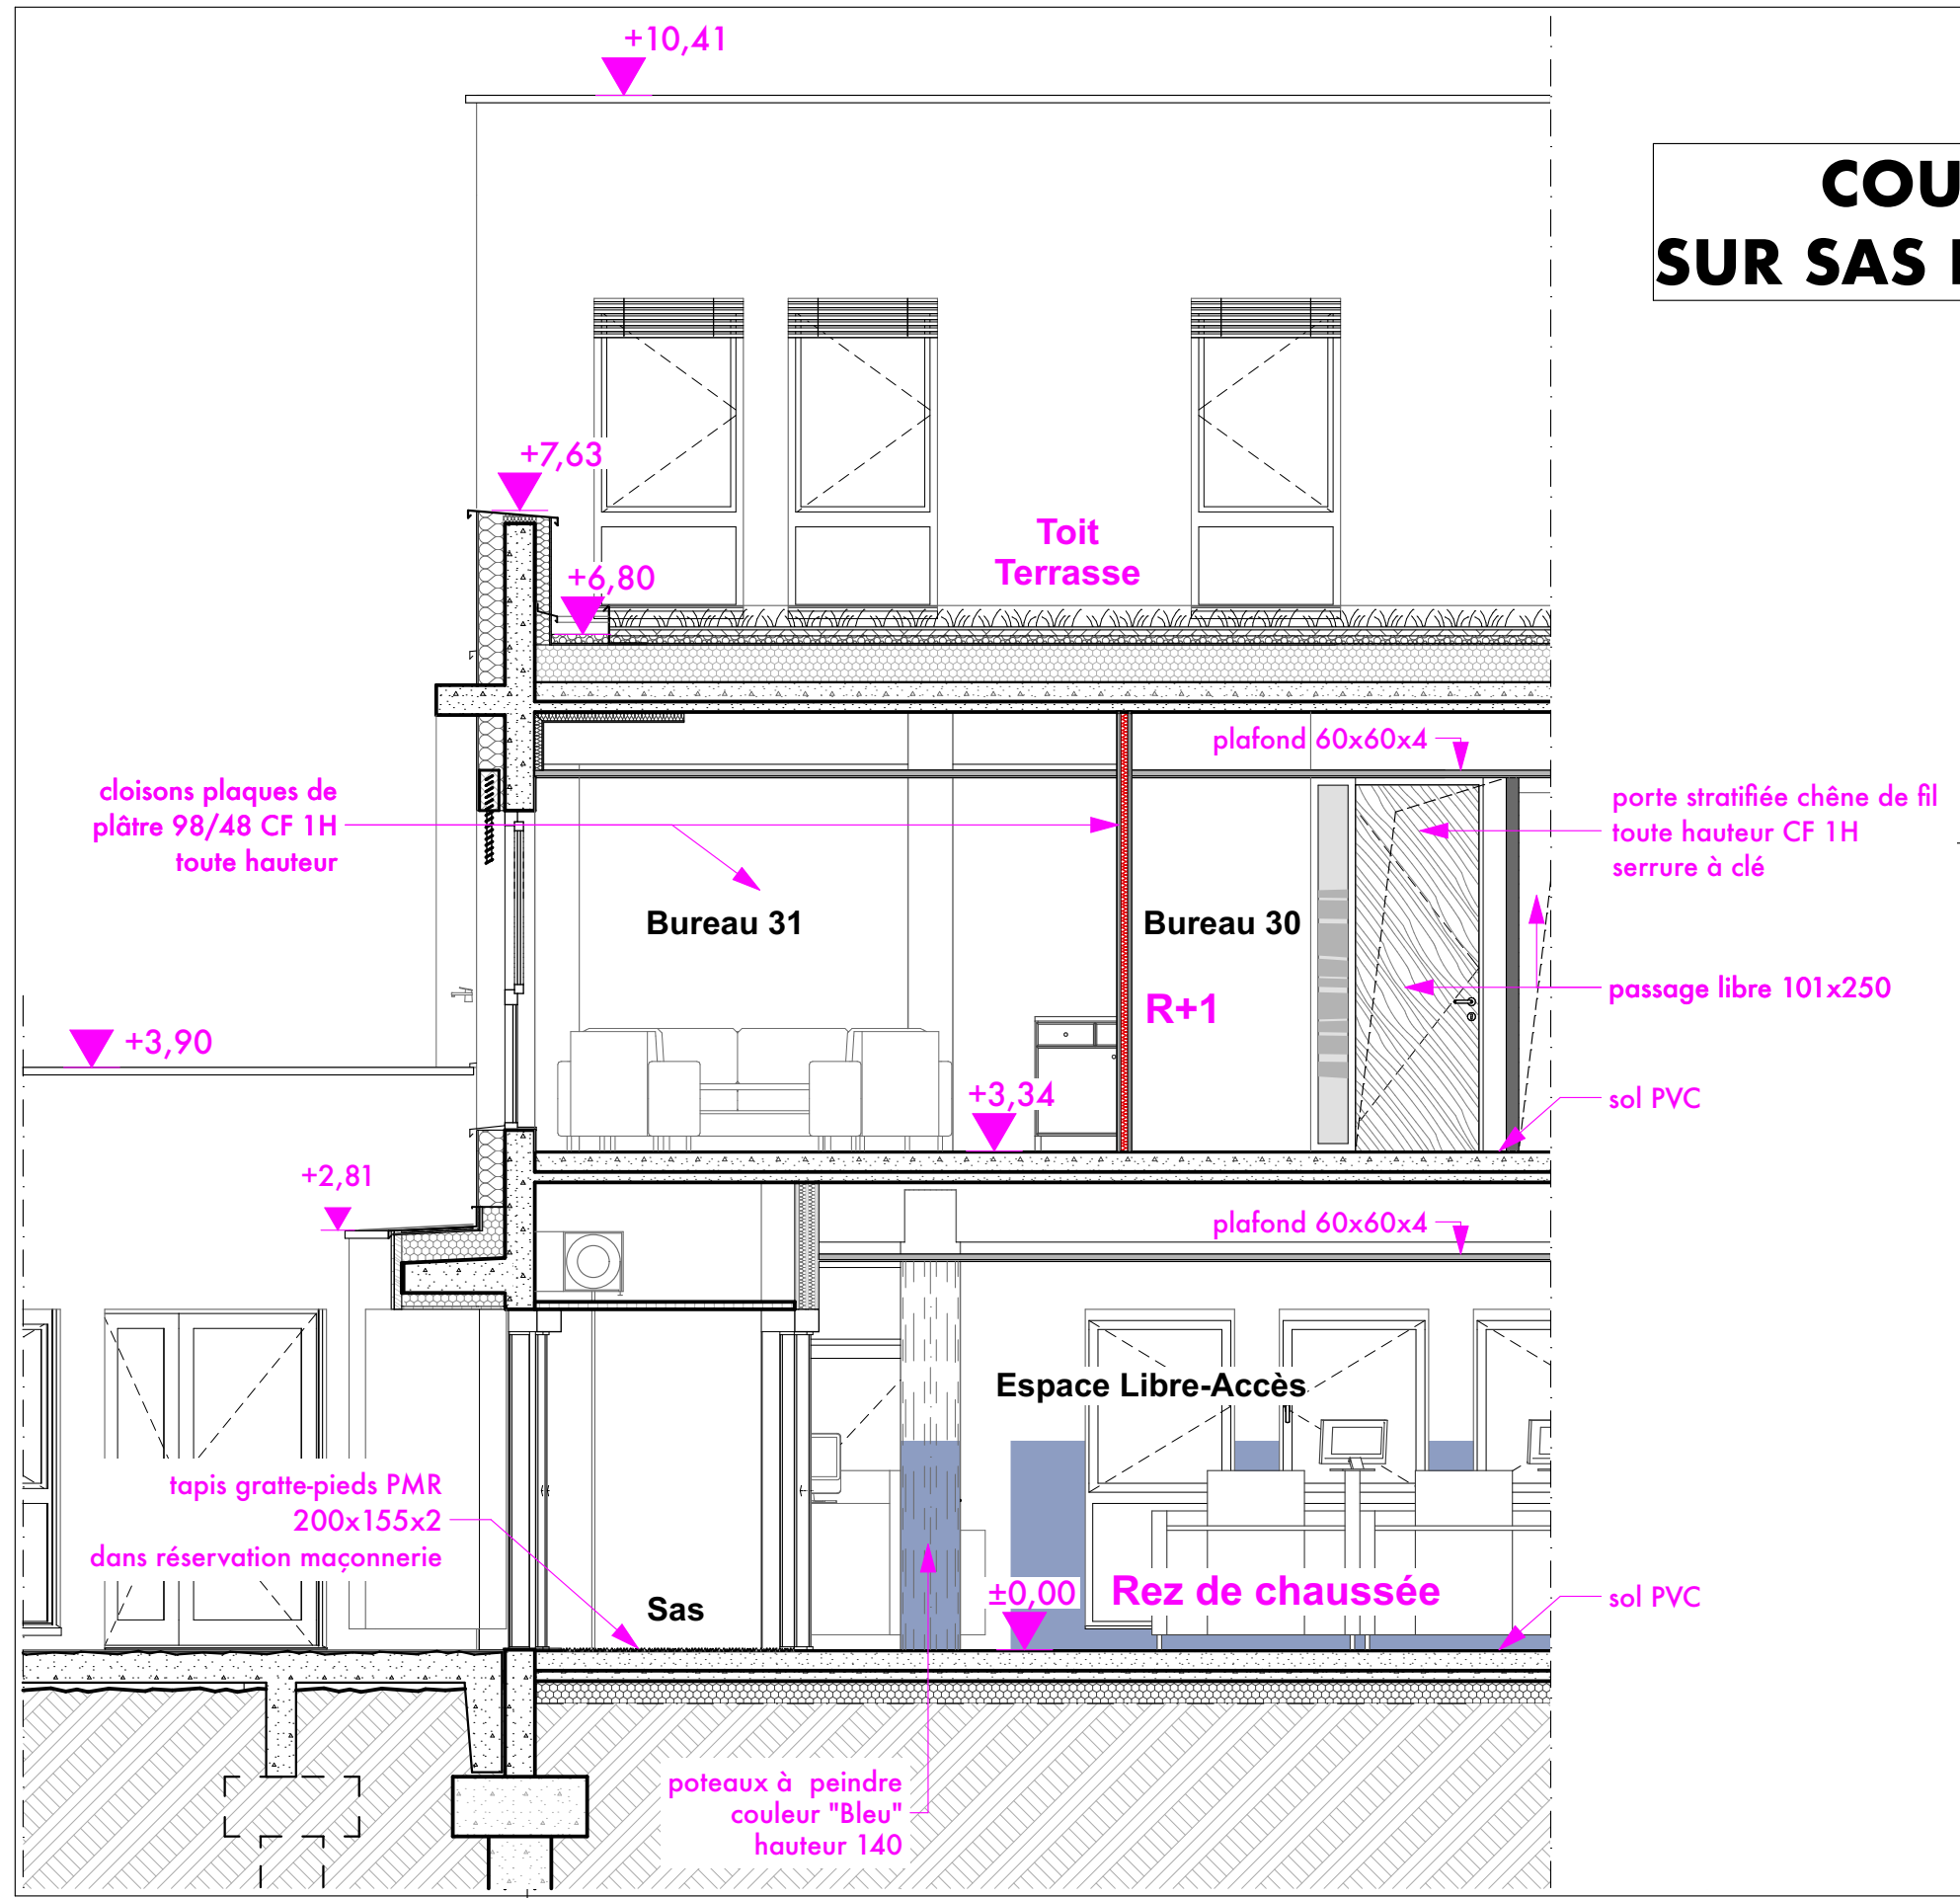 +10,41
COU
SUR SAS
+7,63
Toit
Terrasse
+6,80
plafond 60x60x4
cloisons plaques de
plâtre 98/48 CF 1H
toute hauteur
porte stratifiée chêne de fil
toute hauteur CF 1H
serrure à clé
Bureau 31
Bureau 30
passage libre 101x250
R+1
+3,90
+3,34
sol PVC
+2,81
plafond 60x60x4
Espace Libre-Accès
tapis gratte-pieds PMR
200x155x2
dans réservation maçonnerie
Sas
±0,00
Rez de chaussée
sol PVC
poteaux à peindre
couleur "Bleu"
hauteur 140